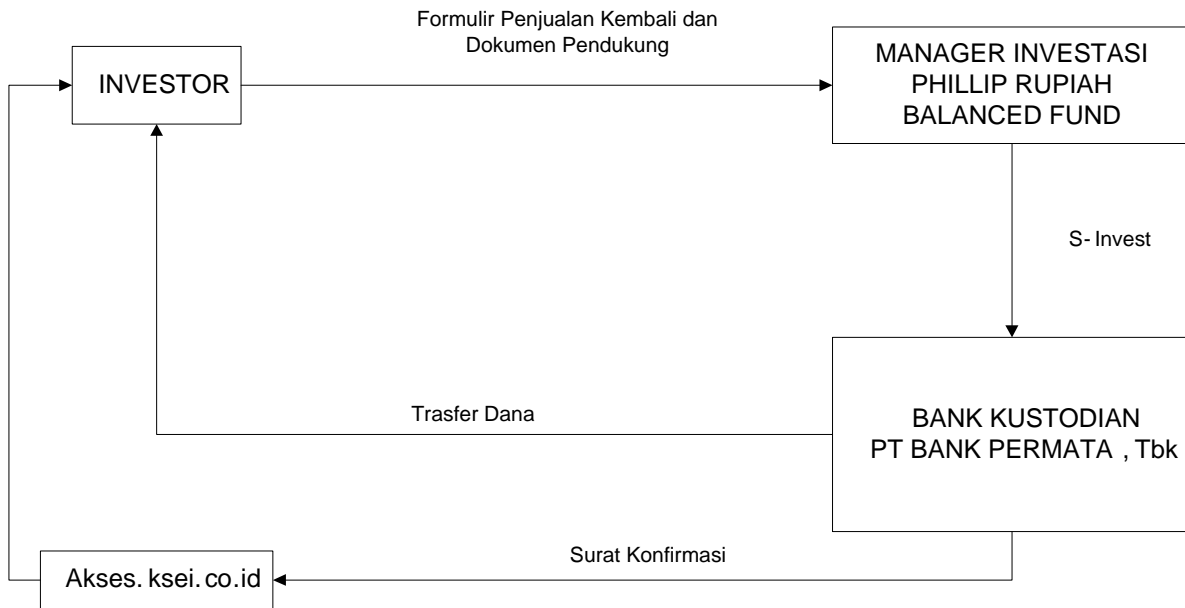 Formulir Penjualan Kembali dan
Dokumen Pendukung
INVESTOR
MANAGER INVESTASI
PHILLIP RUPIAH
BALANCED FUND
S- Invest
Trasfer Dana
BANK KUSTODIAN
PT BANK PERMATA , Tbk
Surat Konfirmasi
Akses. ksei. co.id